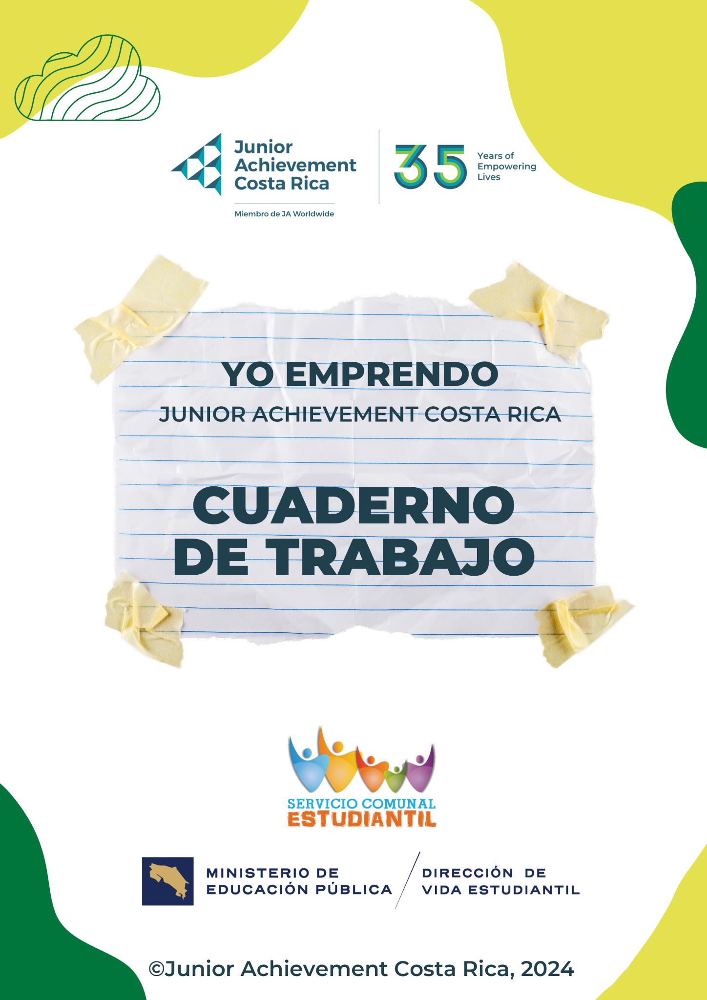 Junior
Achievement
Costa Rica
Miembro de JA Worldwide
35
Years of
Empowering
Lives
YO EMPRENDO
JUNIOR ACHIEVEMENT COSTA RICA
CUADERNO
DE TRABAJO
SERVICIO COMUNAL
ESTUDIANTIL
MINISTERIO DE
EDUCACIÓN PÚBLICA
DIRECCIÓN DE
VIDA ESTUDIANTIL
©Junior Achievement Costa Rica, 2024